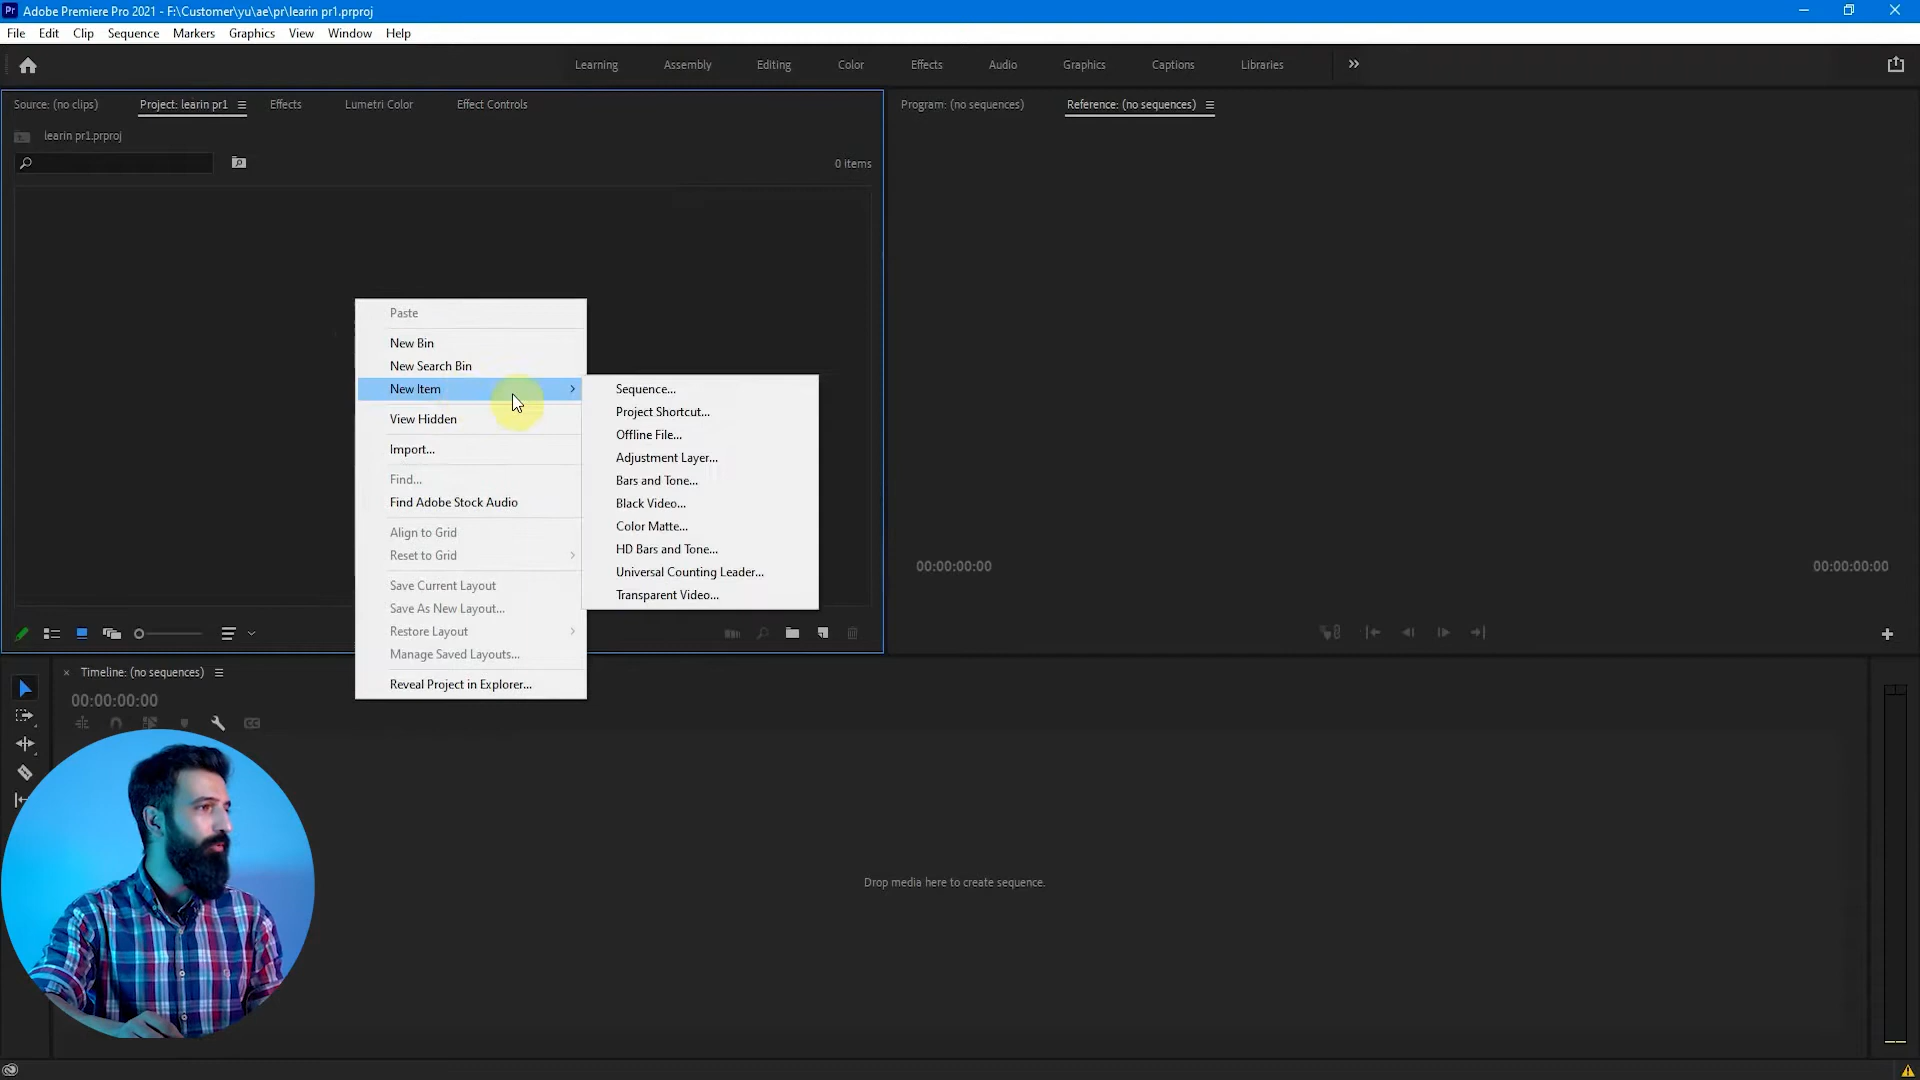 Pr Adobe Premiere Pro 2021 - F:\Customer\yu\ae\pr\learin pr1.prproj
File Edit Clip Sequence Markers Graphics View Window Help
Learning Assembly Editing Color Effects Audio Graphics Captions Libraries
Source: (no clips) Project: learin pr1 Effects Lumetri Color Effect Controls
Program: (no sequences) Reference: (no sequences)
learin pr1.prproj
0 Items
Paste
New Bin
New Search Bin
New Item
View Hidden
Import...
Find...
Find Adobe Stock Audio
Align to Grid
Reset to Grid
Save Current Layout
Save As New Layout...
Restore Layout
Manage Saved Layouts...
Reveal Project in Explorer...
Sequence...
Project Shortcut...
Offline File...
Adjustment Layer...
Bars and Tone...
Black Video...
Color Matte...
HD Bars and Tone...
Universal Counting Leader...
Transparent Video...
00:00:00:00 00:00:00:00
Timeline: (no sequences)
00:00:00:00
CC
Drop media here to create sequence.